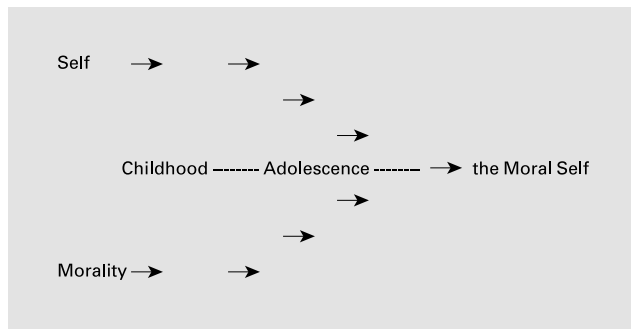 Self
Childhood ------- Adolescence ------- the Moral Self
Morality